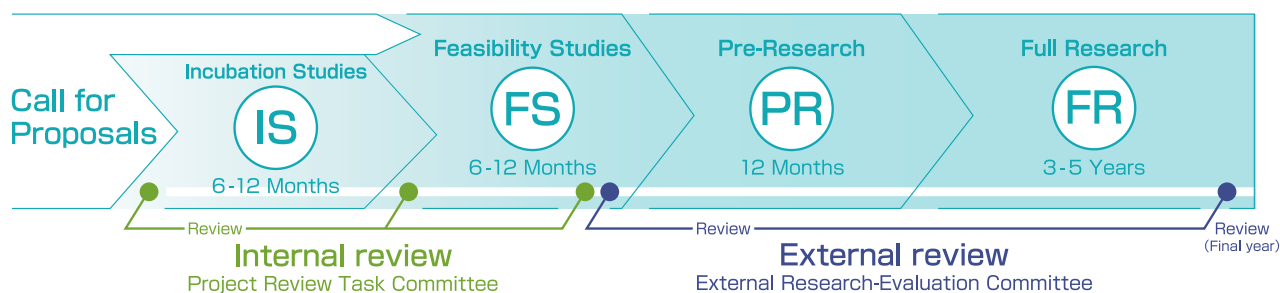 Call for
Proposals
Incubation Studies
IS
6-12 Months
Feasibility Studies
FS
6-12 Months
Pre-Research
PR
12 Months
Full Research
FR
3-5 Years
Review
Internal review
Project Review Task Committee
Review
External review
External Research-Evaluation Committee
Review
(Final year)